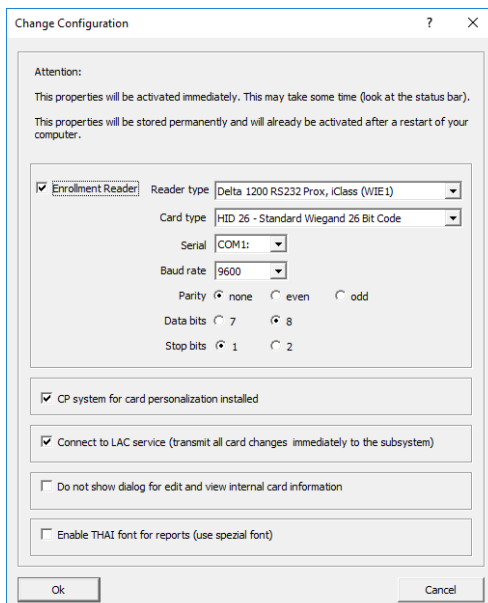 Change Configuration ? ×
Attention:
This properties will be activated immediately. This may take some time (look at the status bar).
This properties will be stored permanently and will already be activated after a restart of your
computer.
Enrollment Reader Reader type Delta 1200 RS232 Prox, iClass (WIE1)
Card type HID 26 - Standard Wiegand 26 Bit Code
Serial COM1:
Baud rate 9600
Parity none even odd
Data bits 7 8
Stop bits 1 2
CP system for card personalization installed
Connect to LAC service (transmit all card changes immediately to the subsystem)
Do not show dialog for edit and view internal card information
Enable THAI font for reports (use spezial font)
Ok Cancel